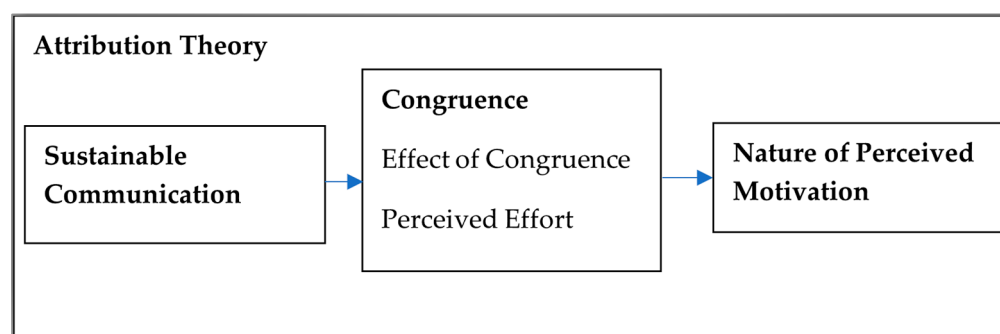 Attribution Theory
Sustainable
Communication
Congruence
Effect of Congruence
Perceived Effort
Nature of Perceived
Motivation